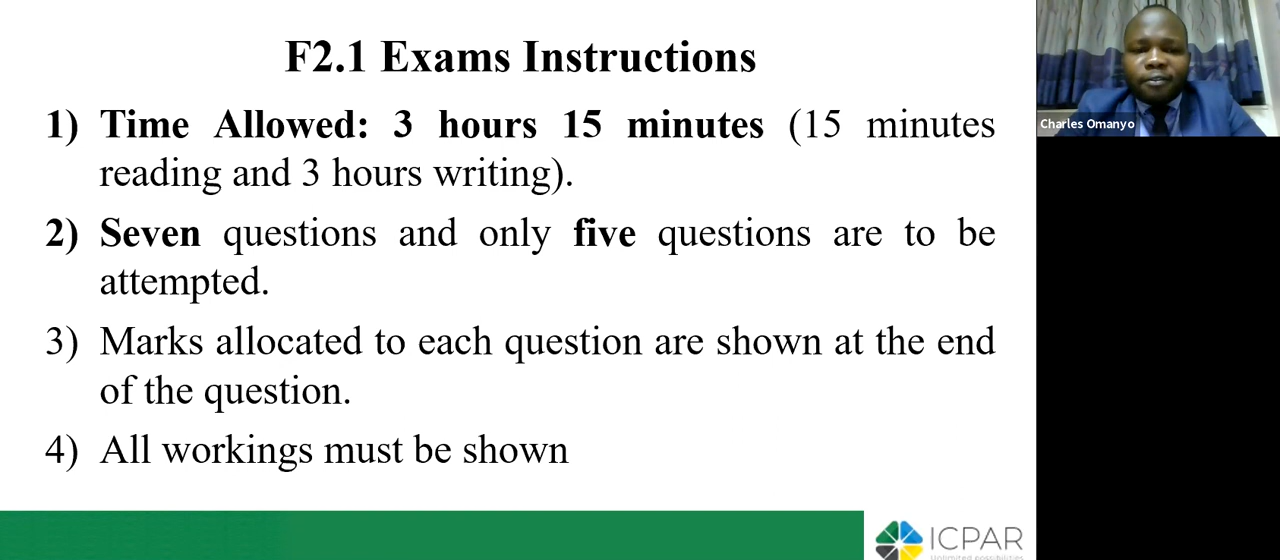 F2.1 Exams Instructions
1) Time Allowed: 3 hours 15 minutes (15 minutes
reading and 3 hours writing).
2) Seven questions and only five questions are to be
attempted.
3) Marks allocated to each question are shown at the end
of the question.
4) All workings must be shown
Charles Omanyo
ICPAR
Unlimited possibilities